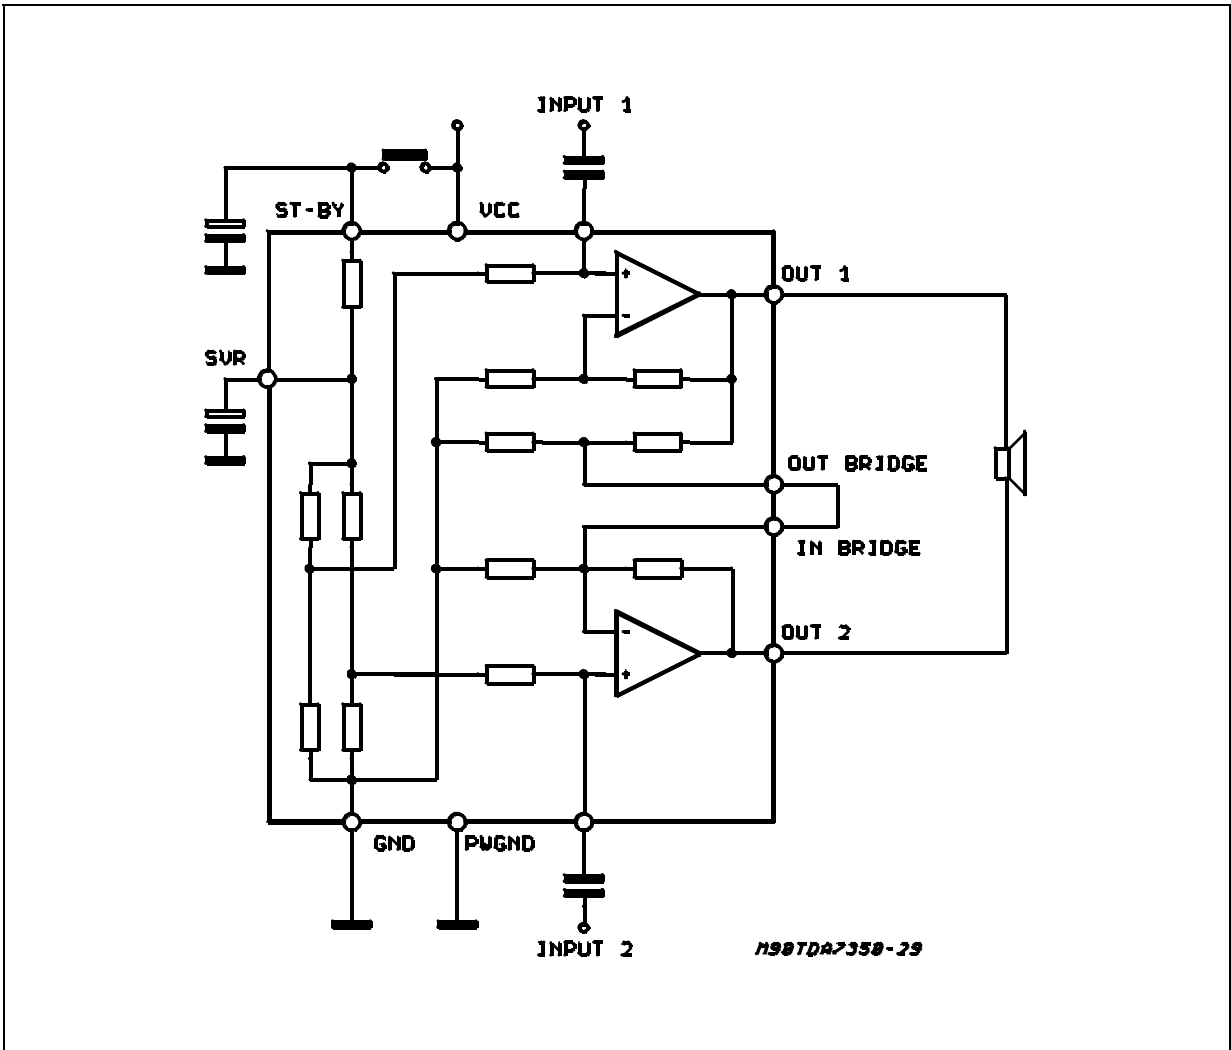 INPUT 1
ST-BY
VCC
+
OUT 1
-
SVR
OUT BRIDGE
IN BRIDGE
-
OUT 2
+
GND
PWGND
INPUT 2
M90TDA7350-29